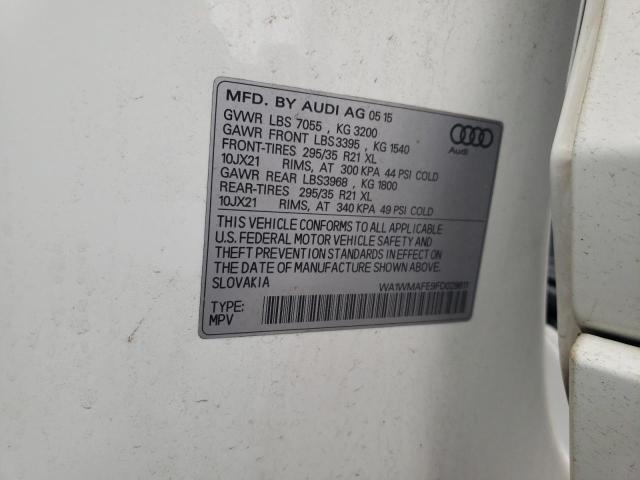 MFD. BY AUDI AG 05 15
GVWR LBS 7055 , KG 3200
GAWR FRONT LBS3395 , KG 1540
FRONT-TIRES 295/35 R21 XL
10JX21 RIMS, AT 300 KPA 44 PSI COLD
GAWR REAR LBS3968 , KG 1800
REAR-TIRES 295/35 R21 XL
10JX21 RIMS, AT 340 KPA 49 PSI COLD
Audi
THIS VEHICLE CONFORMS TO ALL APPLICABLE
U.S. FEDERAL MOTOR VEHICLE SAFETY AND
THEFT PREVENTION STANDARDS IN EFFECT ON
THE DATE OF MANUFACTURE SHOWN ABOVE.
SLOVAKIA
WA1WMAFE9FD029811
TYPE:
MPV